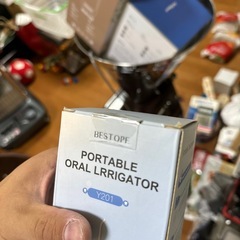 BESTOPE
PORTABLE
ORAL LRRIGATOR
Y201